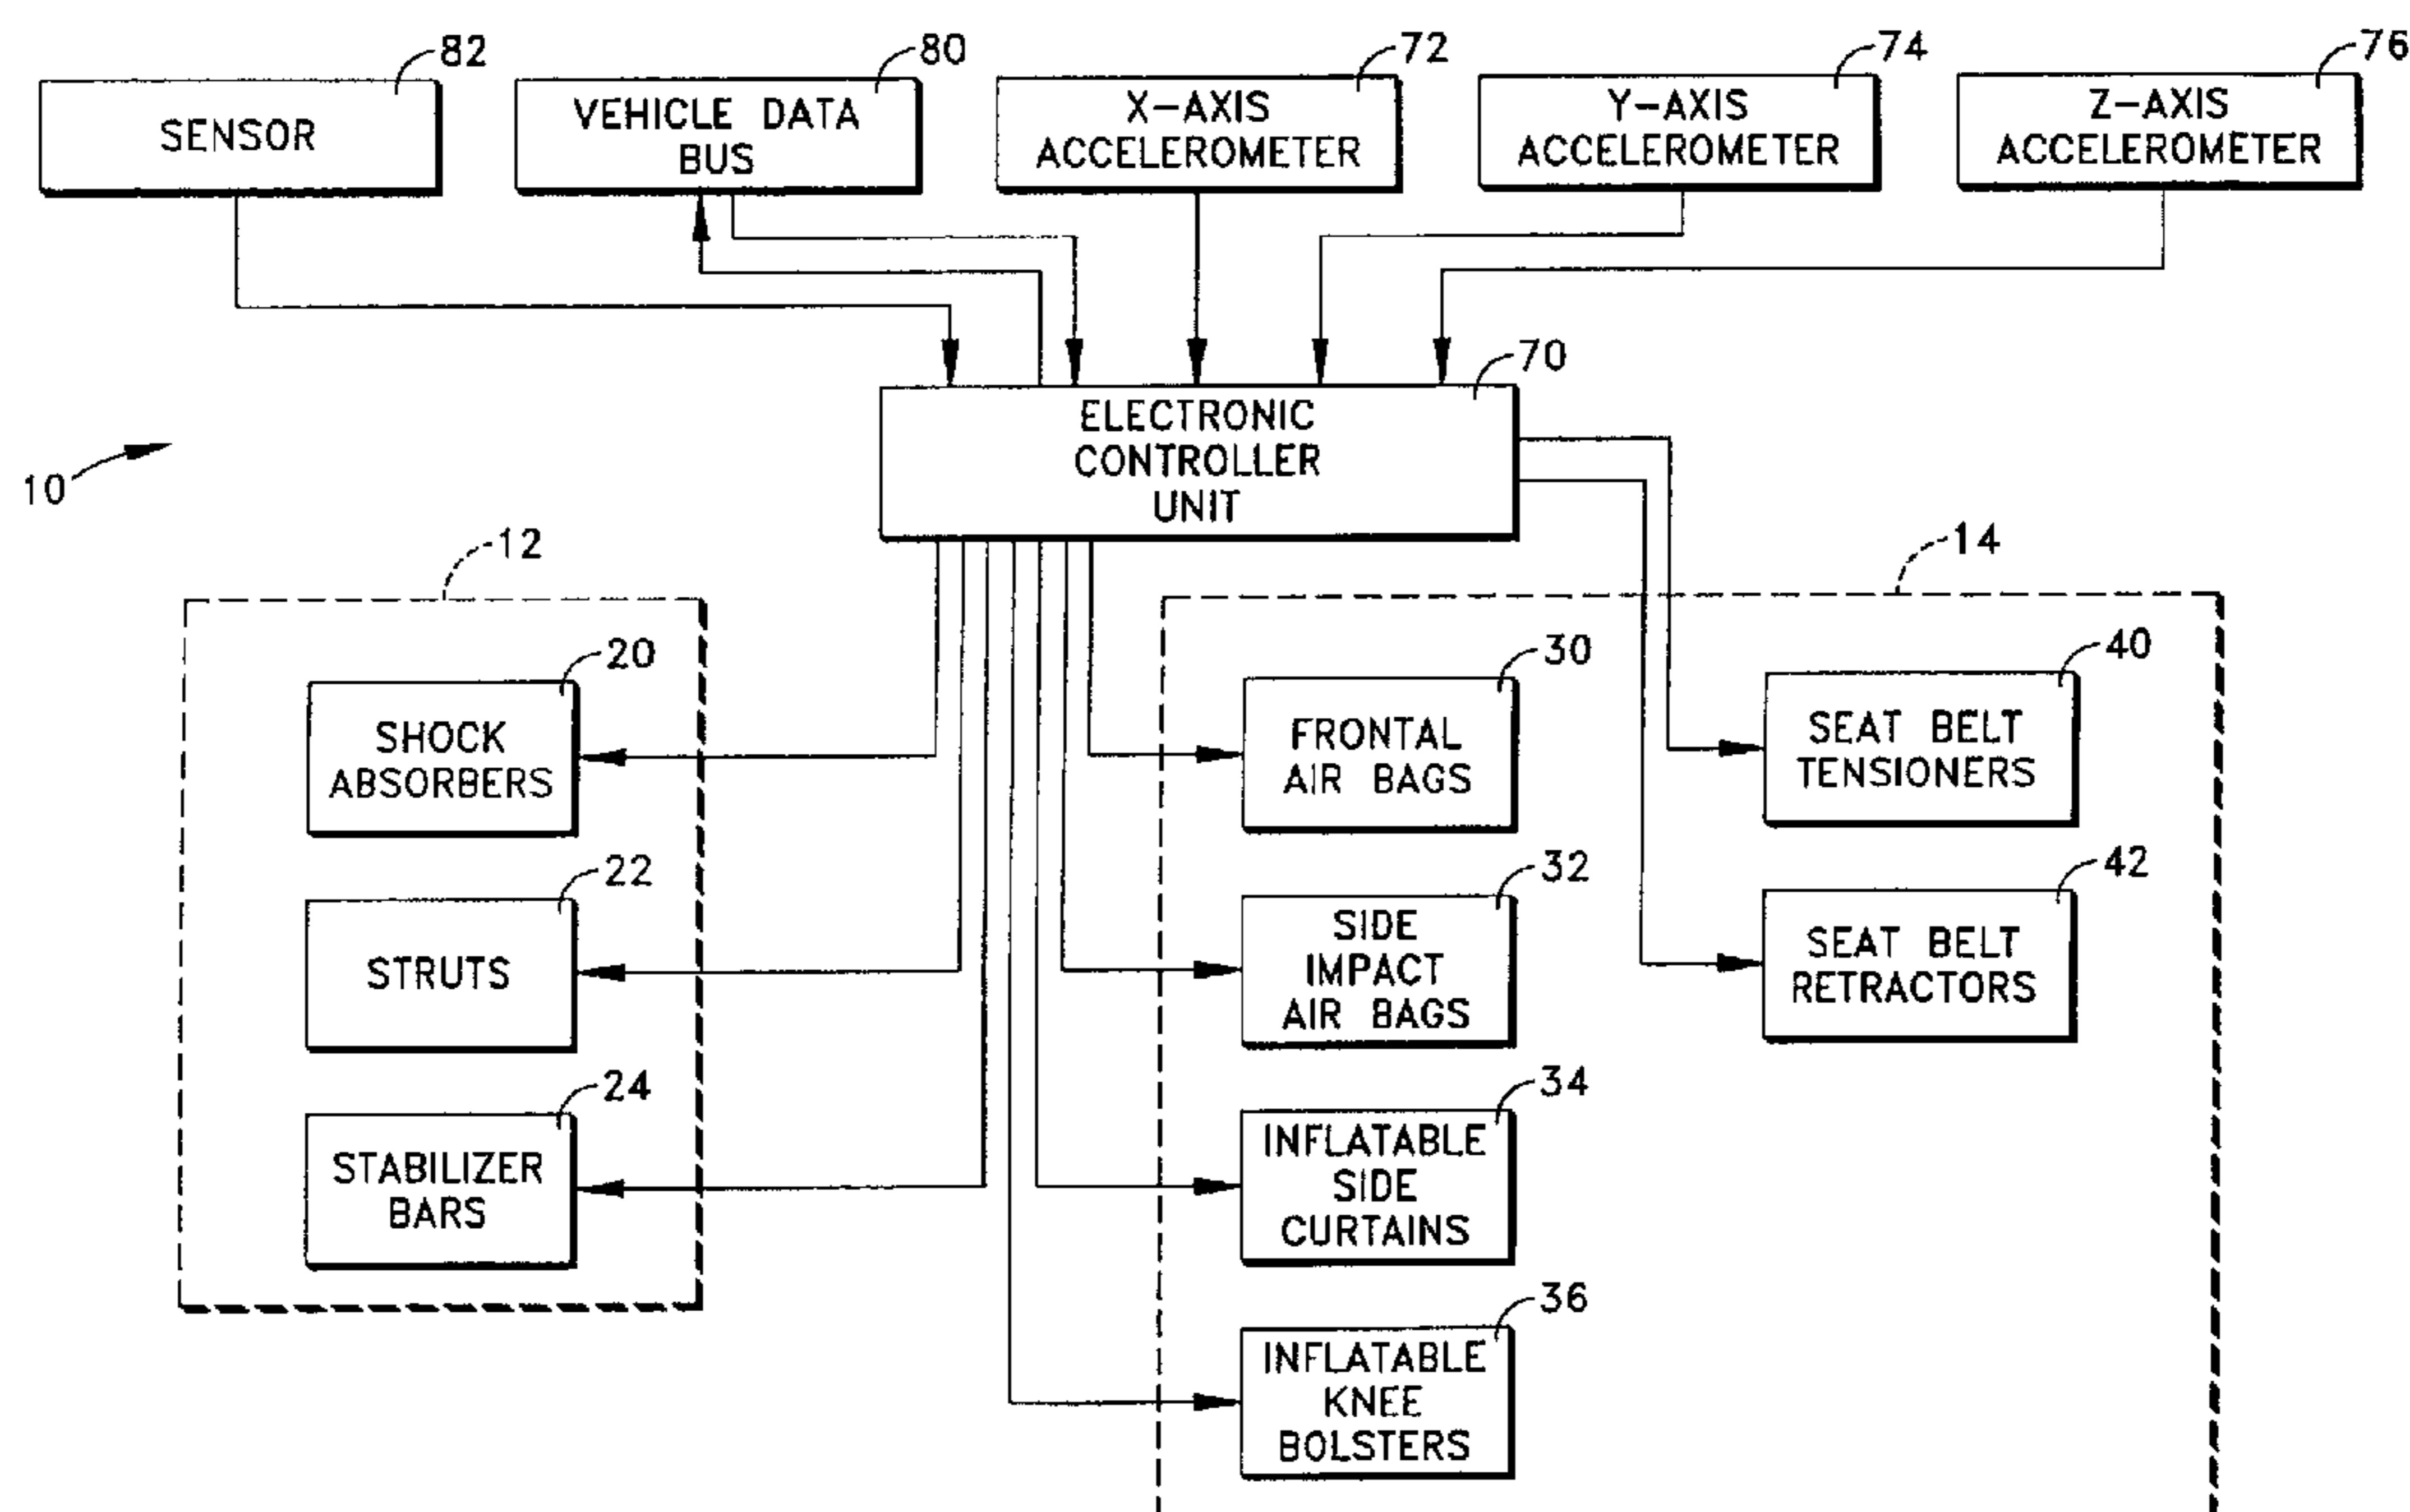 82
80
72
74
76
SENSOR
VEHICLE DATA
BUS
X-AXIS
ACCELEROMETER
Y-AXIS
ACCELEROMETER
Z-AXIS
ACCELEROMETER
70
ELECTRONIC
CONTROLLER
UNIT
10
12
14
20
SHOCK
ABSORBERS
22
STRUTS
24
STABILIZER
BARS
30
FRONTAL
AIR BAGS
32
SIDE
IMPACT
AIR BAGS
34
INFLATABLE
SIDE
CURTAINS
36
INFLATABLE
KNEE
BOLSTERS
40
SEAT BELT
TENSIONERS
42
SEAT BELT
RETRACTORS